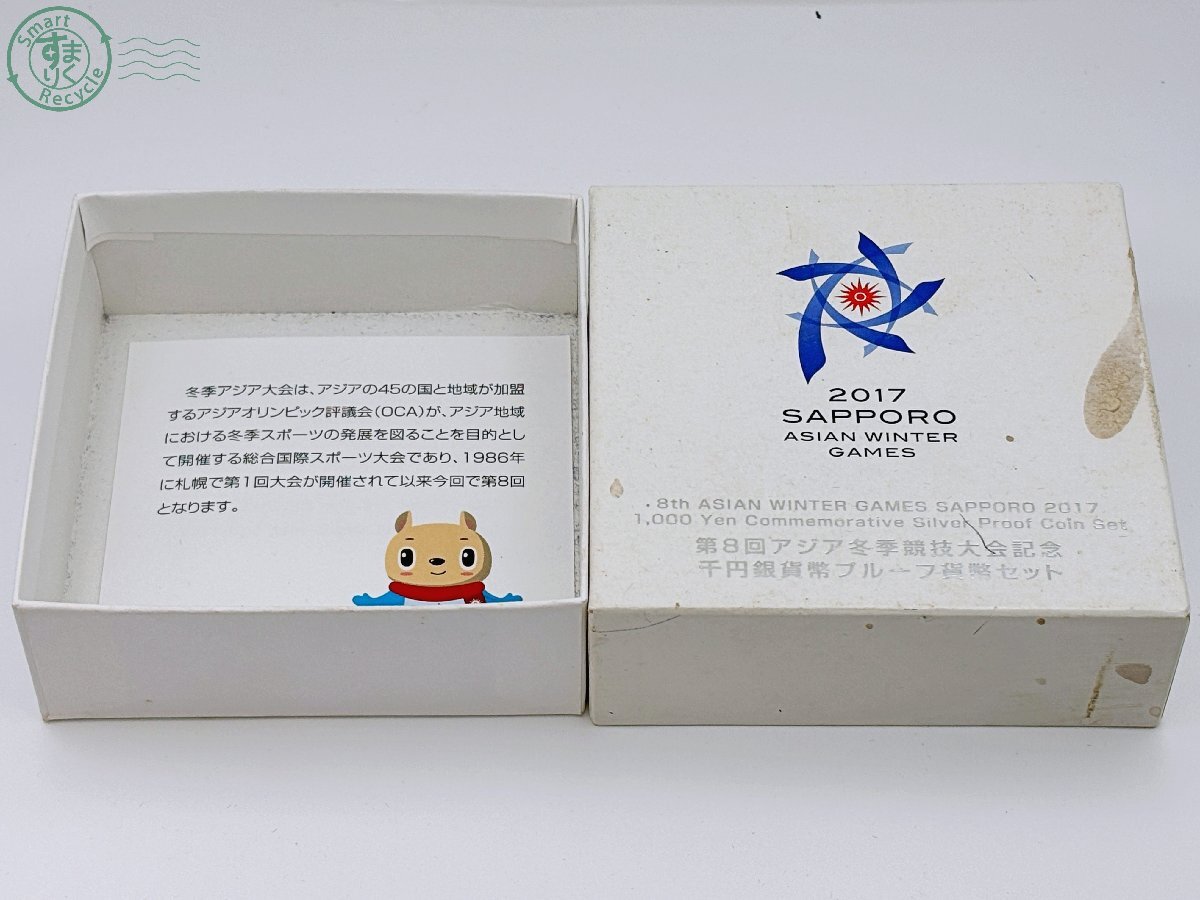 Smart
すまりく
Recycle
冬季アジア大会は、アジアの45の国と地域が加盟
するアジアオリンピック評議会(OCA)が、アジア地域
における冬季スポーツの発展を図ることを目的とし
て開催する総合国際スポーツ大会であり、1986年
に札幌で第1回大会が開催されて以来今回で第8回
となります。
2017
SAPPORO
ASIAN WINTER
GAMES
8th ASIAN WINTER GAMES SAPPORO 2017
1,000 Yen Commemorative Silver Proof Coin Set
第8回アジア冬季競技大会記念
千円銀貨幣プルーフ貨幣セット